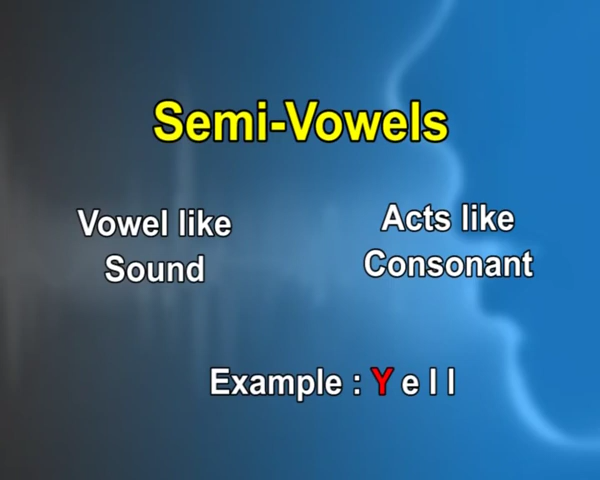 Semi-Vowels
Vowel like
Sound
Acts like
Consonant
Example : Y e l l